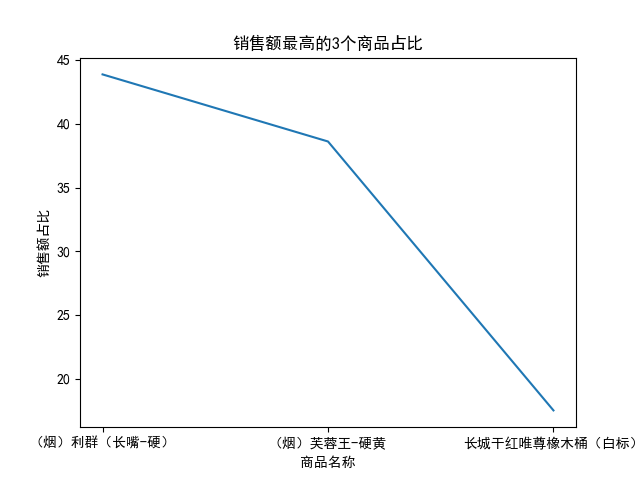 销售额最高的3个商品占比
销售额占比
45
40
35
30
25
20
（烟）利群（长嘴-硬）
（烟）芙蓉王-硬黄
长城干红唯尊橡木桶（白标）
商品名称